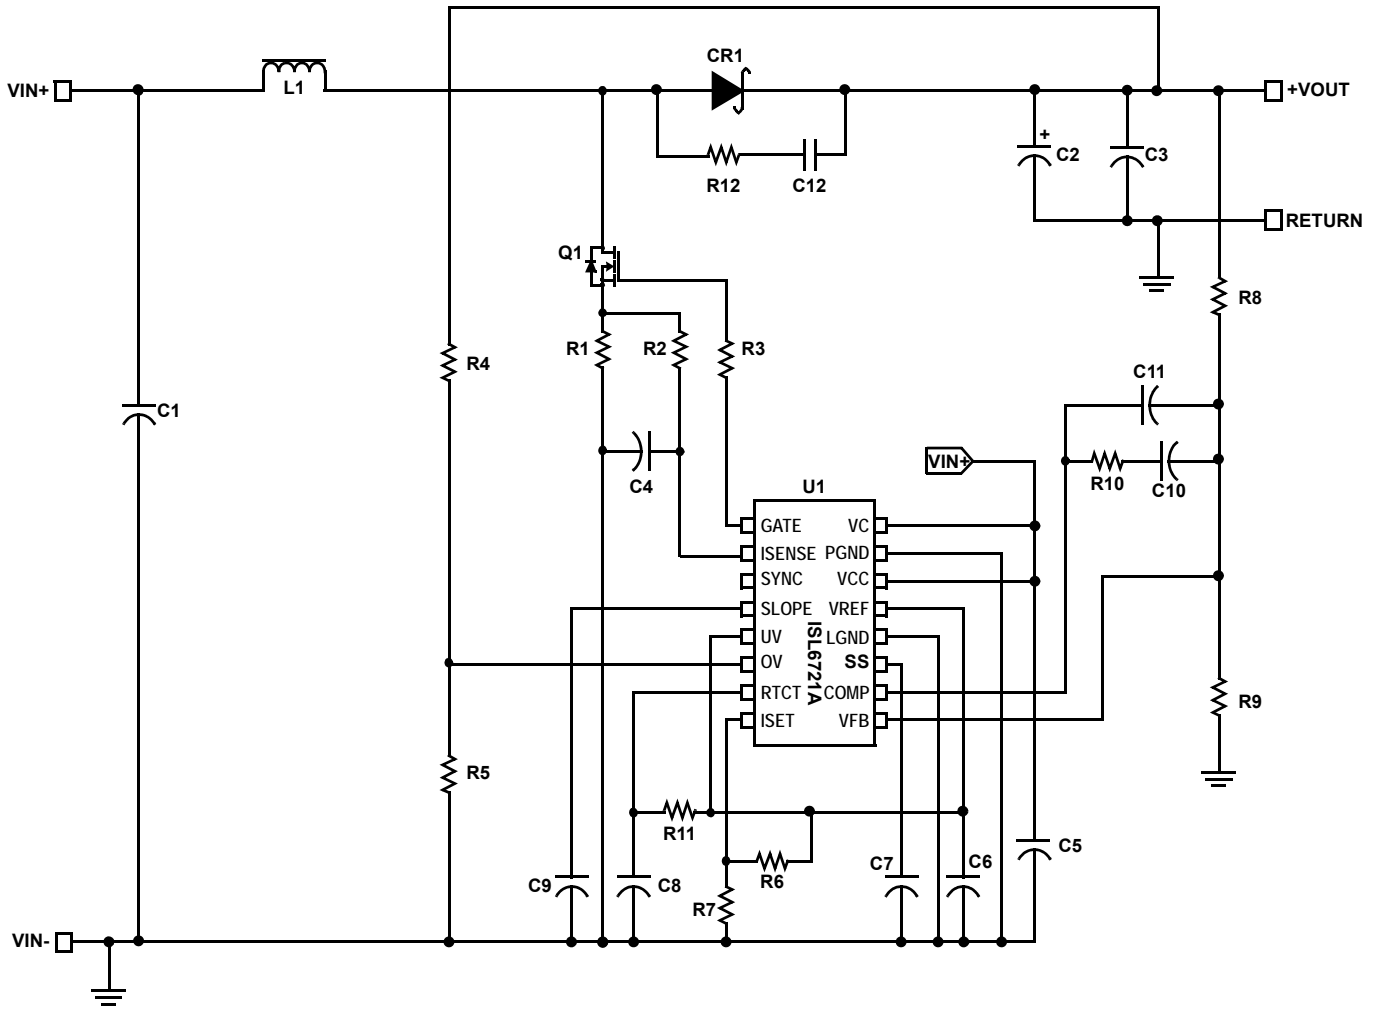 CR1
VIN+
L1
+VOUT
+
C2
C3
R12
C12
RETURN
Q1
R8
R1
R2
R3
R4
C11
C1
VIN+
C4
R10
C10
U1
GATE
VC
ISENSE
PGND
SYNC
VCC
SLOPE
VREF
UV
LGND
OV
SS
RTCT
COMP
ISET
VFB
ISL6721A
R9
R5
R11
C5
C7
C6
R6
C9
C8
R7
VIN-